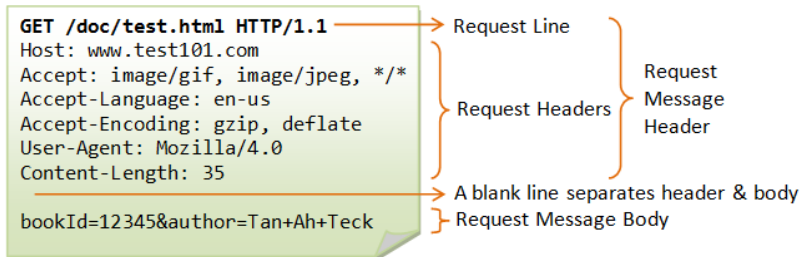 GET /doc/test.html HTTP/1.1
Host: www.test101.com
Accept: image/gif, image/jpeg, */*
Accept-Language: en-us
Accept-Encoding: gzip, deflate
User-Agent: Mozilla/4.0
Content-Length: 35
bookId=12345&author=Tan+Ah+Teck
Request Line
Request Headers
Request
Message
Header
A blank line separates header & body
Request Message Body